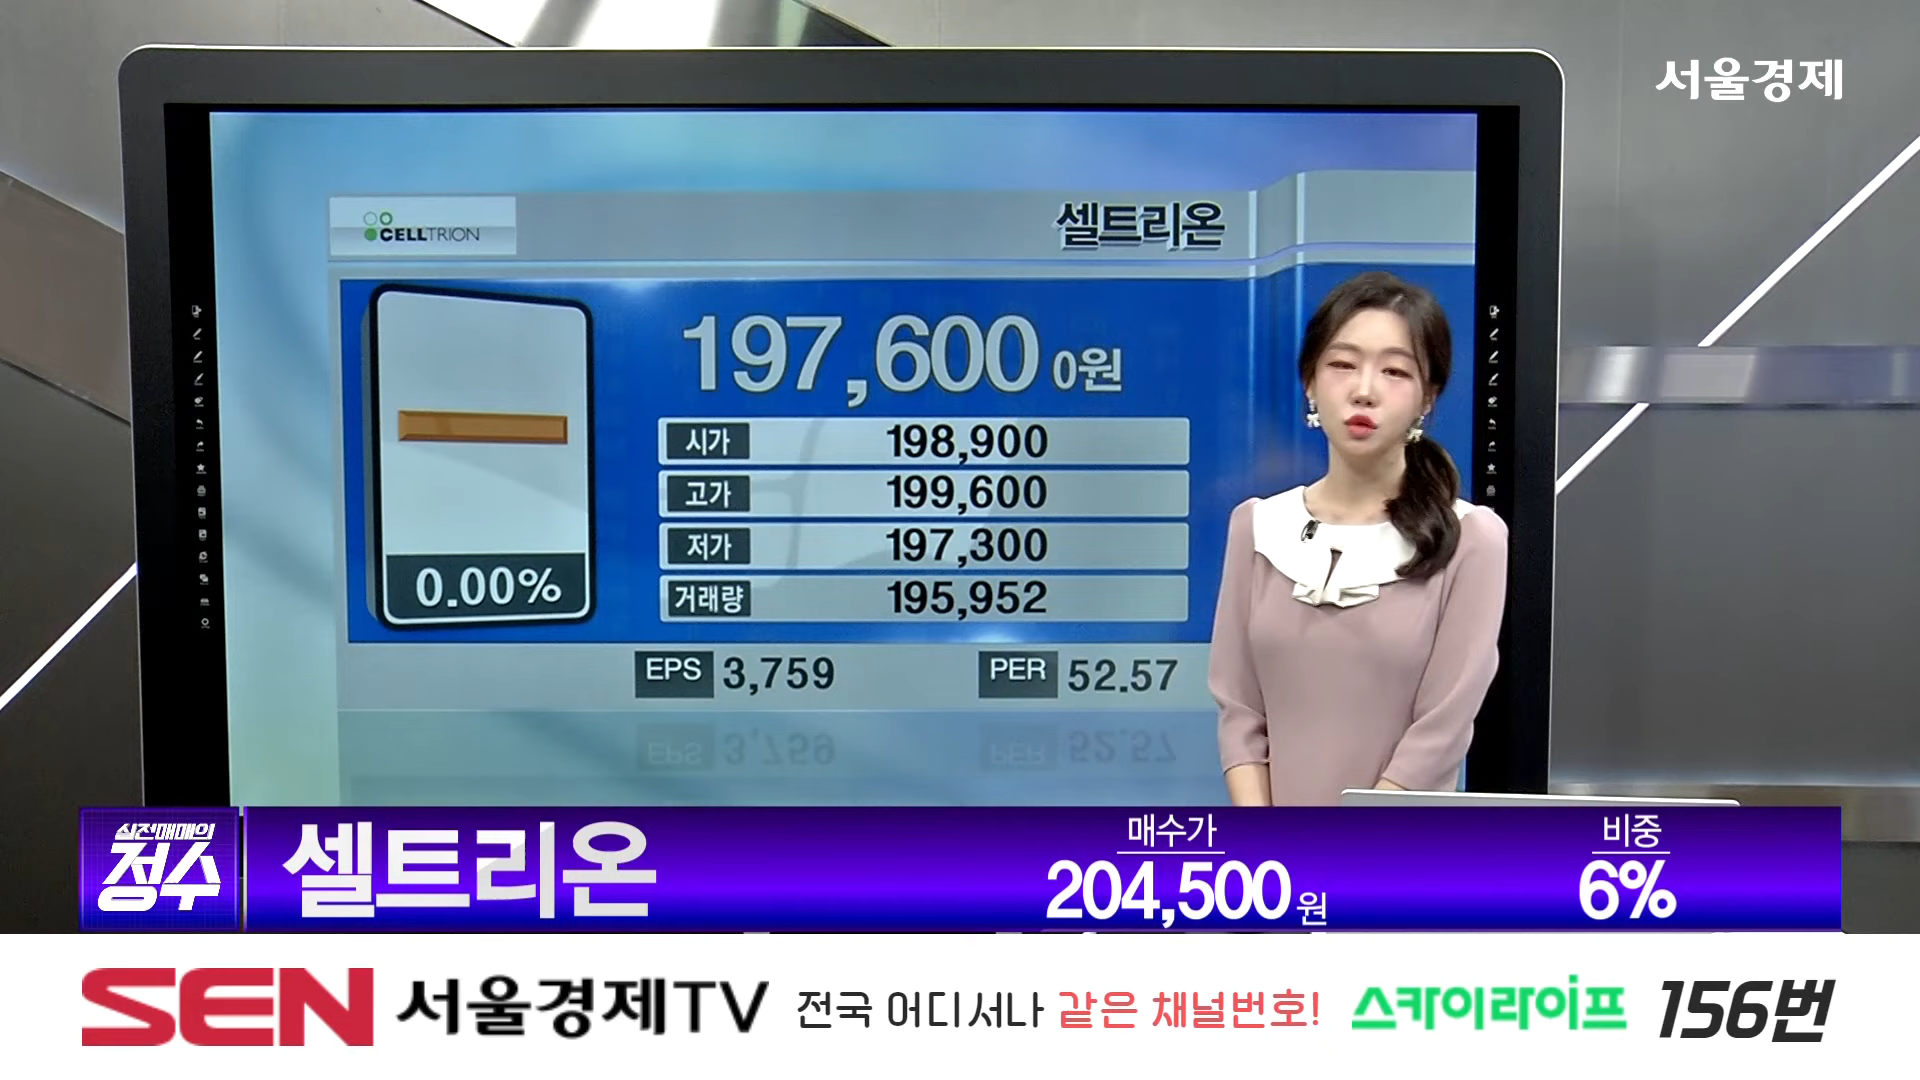 서울경제
CELLTRION
셀트리온
197,600 0원
시가 198,900
고가 199,600
저가 197,300
거래량 195,952
0.00%
EPS 3,759 PER 52.57
실전매매의
정수
셀트리온
매수가
204,500원
비중
6%
SEN 서울경제TV 전국 어디서나 같은 채널번호! 스카이라이프 156번